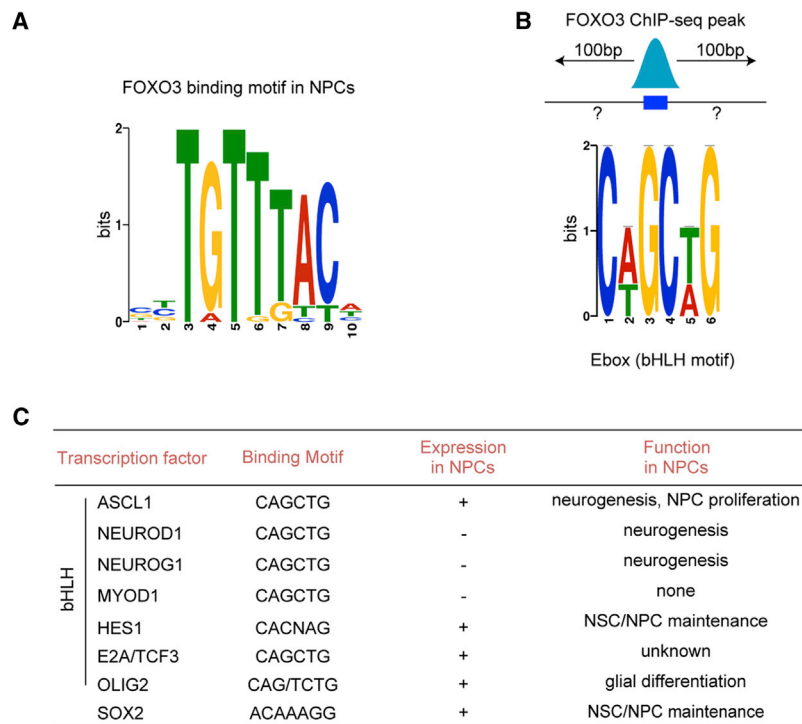 A
FOXO3 binding motif in NPCs
2
1
0
bits
C T T G T T T A C A
G C A G G T T T
T C C G
1 2 3 4 5 6 7 8 9 10
B
FOXO3 ChIP-seq peak
100bp 100bp
? ?
2
1
0
bits
C A G C T G
T A
1 2 3 4 5 6
Ebox (bHLH motif)
C
Transcription factor Binding Motif Expression in NPCs Function in NPCs
bHLH
ASCL1 CAGCTG + neurogenesis, NPC proliferation
NEUROD1 CAGCTG - neurogenesis
NEUROG1 CAGCTG - neurogenesis
MYOD1 CAGCTG - none
HES1 CACNAG + NSC/NPC maintenance
E2A/TCF3 CAGCTG + unknown
OLIG2 CAG/TCTG + glial differentiation
SOX2 ACAAAGG + NSC/NPC maintenance